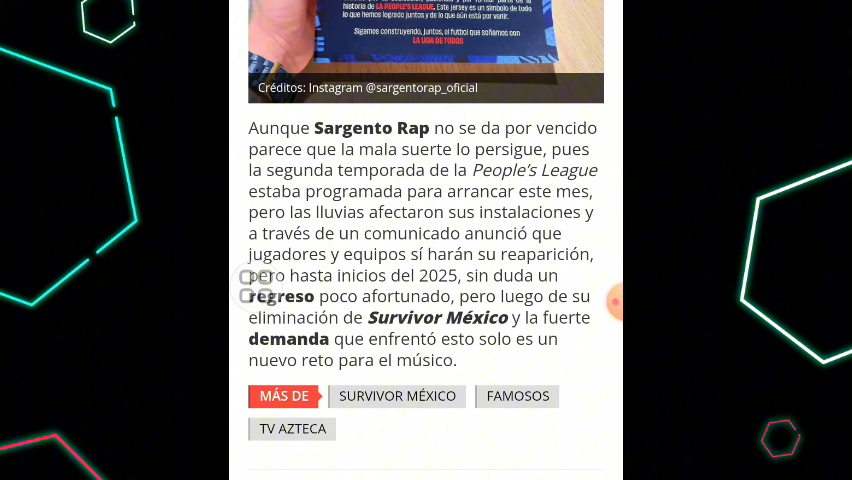 historia de LA PEOPLE'S LEAGUE. Este jersey es un símbolo de todo
lo que hemos logrado juntos y de lo que aún está por venir.
Sigamos construyendo, juntos, el futbol que soñamos con
LA LIGA DE TODOS
Créditos: Instagram @sargentorap_oficial
Aunque Sargento Rap no se da por vencido
parece que la mala suerte lo persigue, pues
la segunda temporada de la People's League
estaba programada para arrancar este mes,
pero las lluvias afectaron sus instalaciones y
a través de un comunicado anunció que
jugadores y equipos sí harán su reaparición,
pero hasta inicios del 2025, sin duda un
regreso poco afortunado, pero luego de su
eliminación de Survivor México y la fuerte
demanda que enfrentó esto solo es un
nuevo reto para el músico.
MÁS DE SURVIVOR MÉXICO FAMOSOS
TV AZTECA